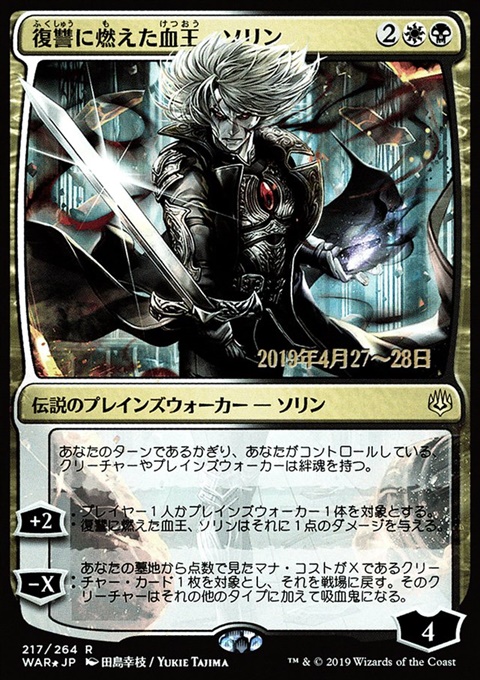 ふくしゅう も けつおう
復讐に燃えた血王、ソリン 2
2019年4月27～28日
伝説のプレインズウォーカー — ソリン
あなたのターンであるかぎり、あなたがコントロールしている、
クリーチャーやプレインズウォーカーは絆魂を持つ。
+2 プレイヤー1人かプレインズウォーカー1体を対象とする。
復讐に燃えた血王、ソリンはそれに1点のダメージを与える。
あなたの墓地から点数で見たマナ・コストがXであるクリー
-X チャー・カード1枚を対象とし、それを戦場に戻す。そのクリ
ーチャーはそれの他のタイプに加えて吸血鬼になる。
4
217/264 R
WAR★JP 田島幸枝/YUKIE TAJIMA ™ & © 2019 Wizards of the Coast